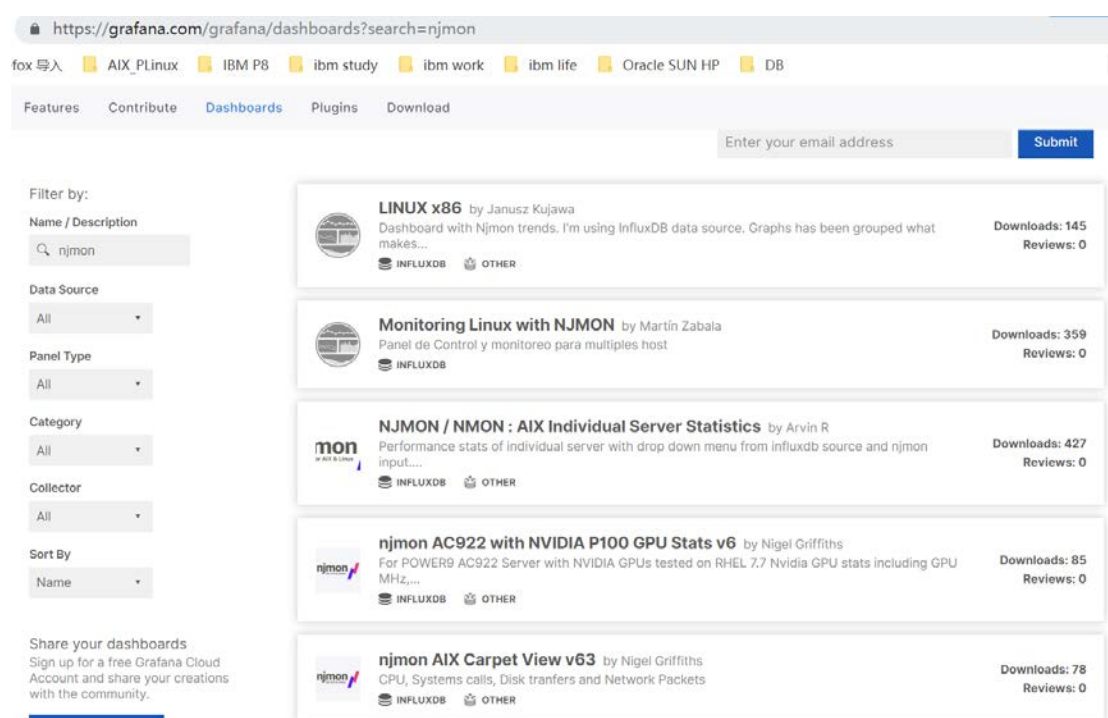 https://grafana.com/grafana/dashboards?search=njmon
fox 导入 AIX_PLinux IBM P8 ibm study ibm work ibm life Oracle SUN HP DB
Features Contribute Dashboards Plugins Download
Enter your email address Submit
Filter by:
Name / Description
njmon
Data Source
All
Panel Type
All
Category
All
Collector
All
Sort By
Name
Share your dashboards
Sign up for a free Grafana Cloud
Account and share your creations
with the community.
LINUX x86 by Janusz Kujawa
Dashboard with Njmon trends. I'm using InfluxDB data source. Graphs has been grouped what
makes...
INFLUXDB OTHER
Downloads: 145
Reviews: 0
Monitoring Linux with NJMON by Martín Zabala
Panel de Control y monitoreo para multiples host
INFLUXDB
Downloads: 359
Reviews: 0
mon
or AIX & Linux
NJMON / NMON : AIX Individual Server Statistics by Arvin R
Performance stats of individual server with drop down menu from influxdb source and njmon
input....
INFLUXDB OTHER
Downloads: 427
Reviews: 0
njmon
njmon AC922 with NVIDIA P100 GPU Stats v6 by Nigel Griffiths
For POWER9 AC922 Server with NVIDIA GPUs tested on RHEL 7.7 Nvidia GPU stats including GPU
MHz,...
INFLUXDB OTHER
Downloads: 85
Reviews: 0
njmon
njmon AIX Carpet View v63 by Nigel Griffiths
CPU, Systems calls, Disk tranfers and Network Packets
INFLUXDB OTHER
Downloads: 78
Reviews: 0